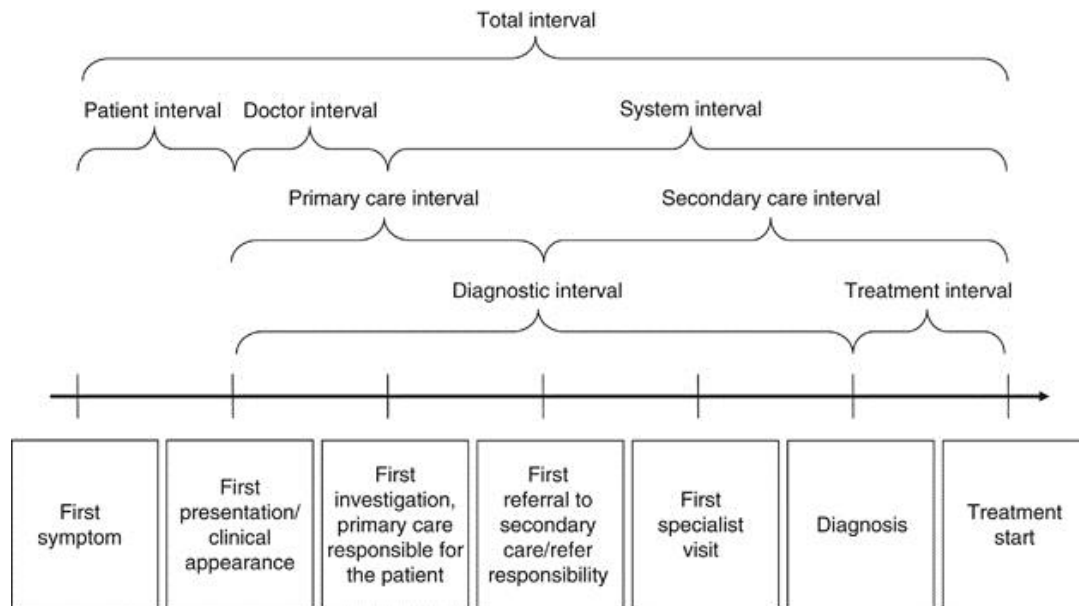 Total interval
Patient interval
Doctor interval
System interval
Primary care interval
Secondary care interval
Diagnostic interval
Treatment interval
First
symptom
First
presentation/
clinical
appearance
First
investigation,
primary care
responsible for
the patient
First
referral to
secondary
care/refer
responsibility
First
specialist
visit
Diagnosis
Treatment
start